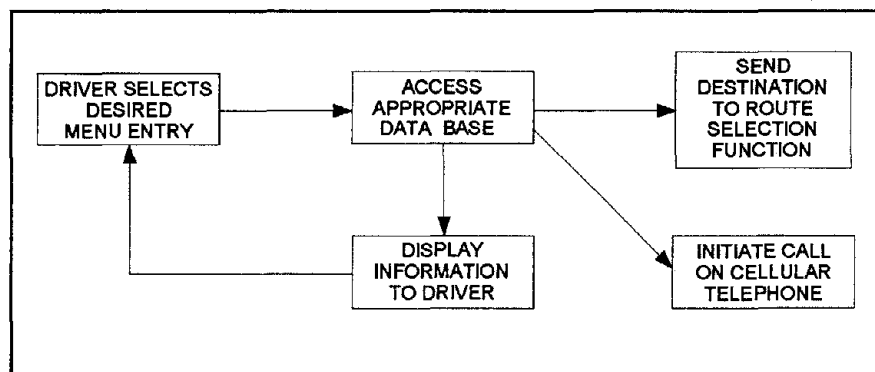 DRIVER SELECTS
DESIRED
MENU ENTRY
ACCESS
APPROPRIATE
DATA BASE
SEND
DESTINATION
TO ROUTE
SELECTION
FUNCTION
DISPLAY
INFORMATION
TO DRIVER
INITIATE CALL
ON CELLULAR
TELEPHONE